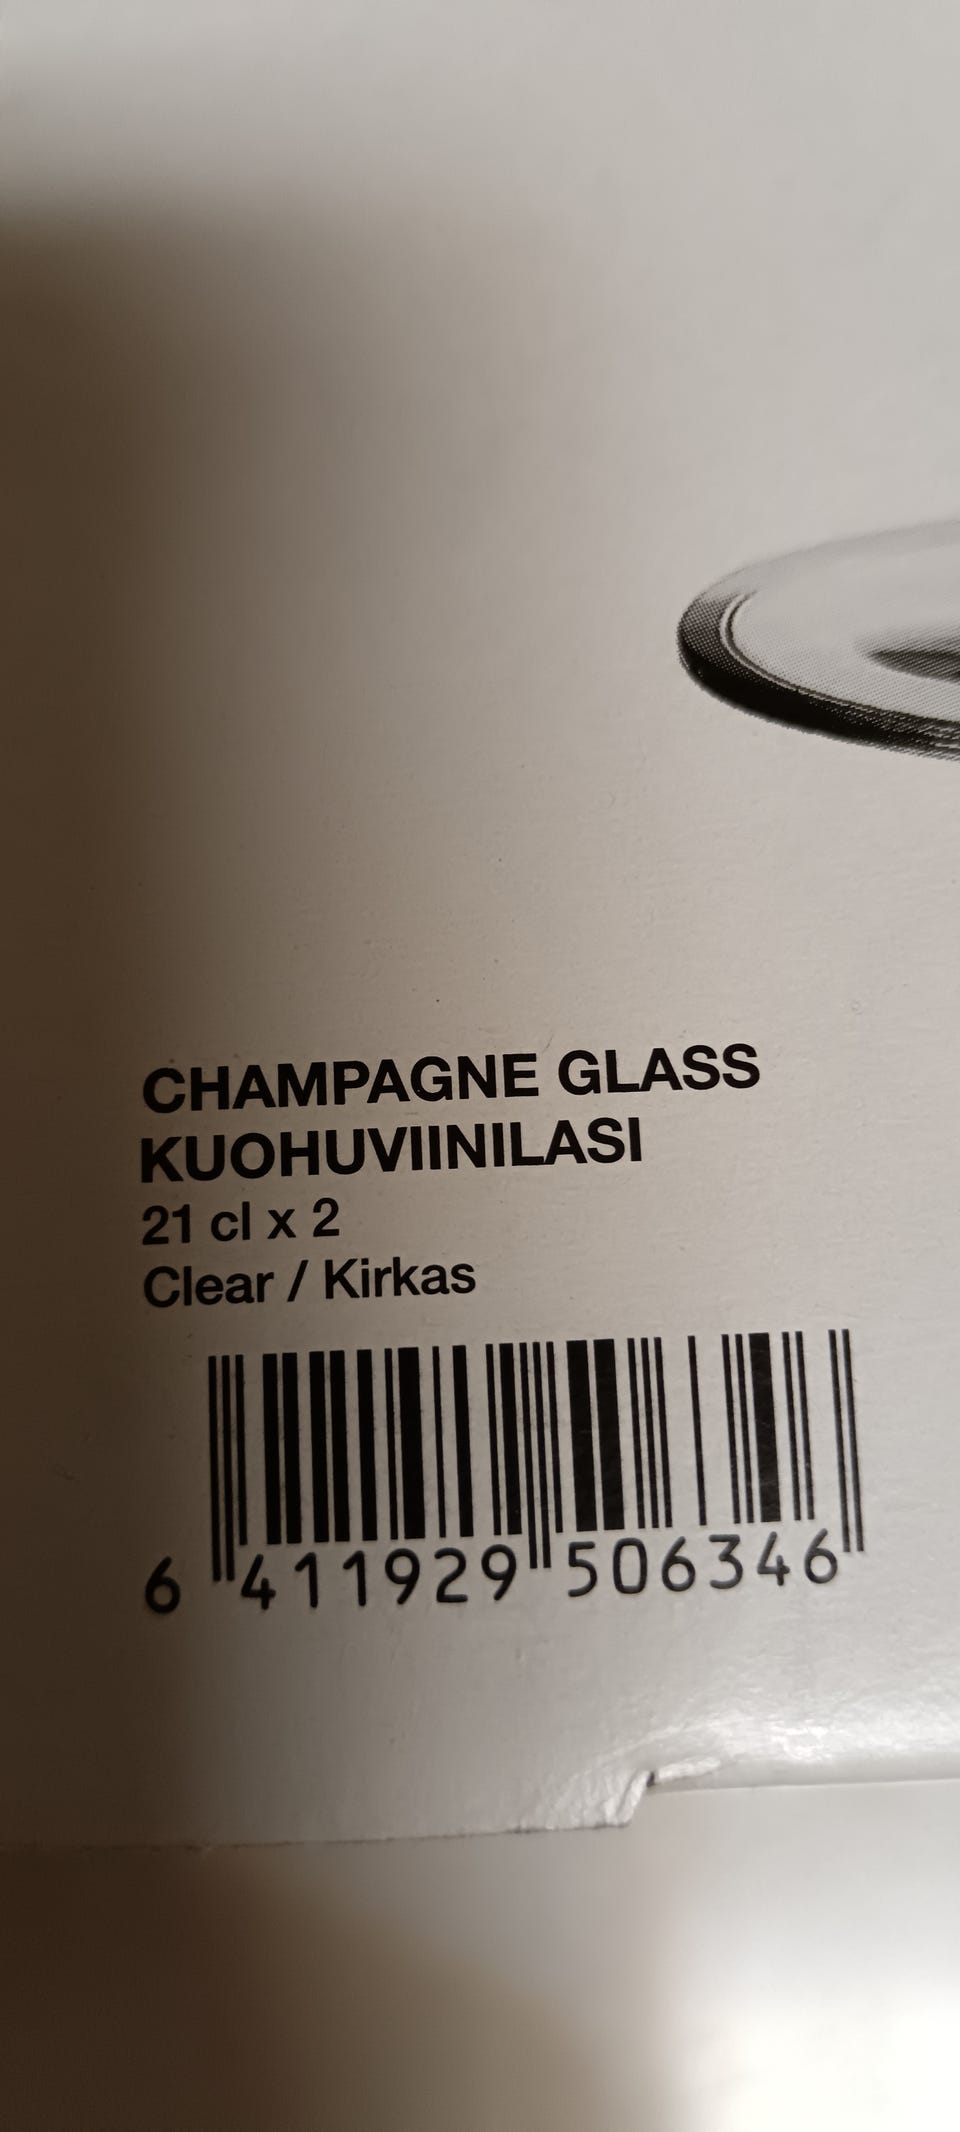 CHAMPAGNE GLASS
KUOHUVIINILASI
21 cl x 2
Clear / Kirkas
6 411929 506346